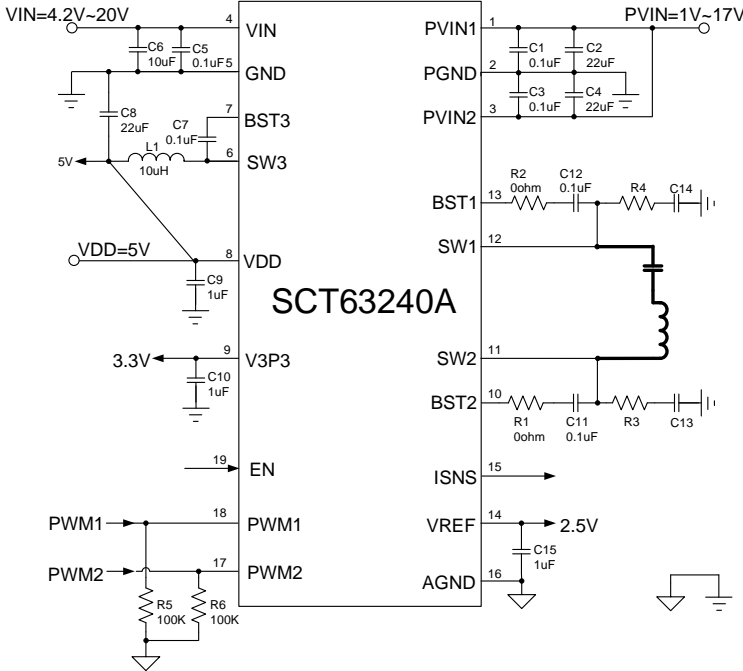 VIN=4.2V~20V
PVIN=1V~17V
4
VIN
PVIN1
1
C6
10uF
C5
0.1uF
C1
0.1uF
C2
22uF
5
GND
PGND
2
C3
0.1uF
C4
22uF
C8
22uF
7
BST3
PVIN2
3
C7
0.1uF
L1
10uH
5V
6
SW3
BST1
13
R2
0ohm
C12
0.1uF
R4
C14
SW1
12
VDD=5V
8
VDD
C9
1uF
SCT63240A
3.3V
9
V3P3
C10
1uF
SW2
11
BST2
10
R1
0ohm
C11
0.1uF
R3
C13
19
EN
ISNS
15
PWM1
18
PWM1
VREF
14
2.5V
PWM2
17
PWM2
C15
1uF
AGND
16
R5
100K
R6
100K